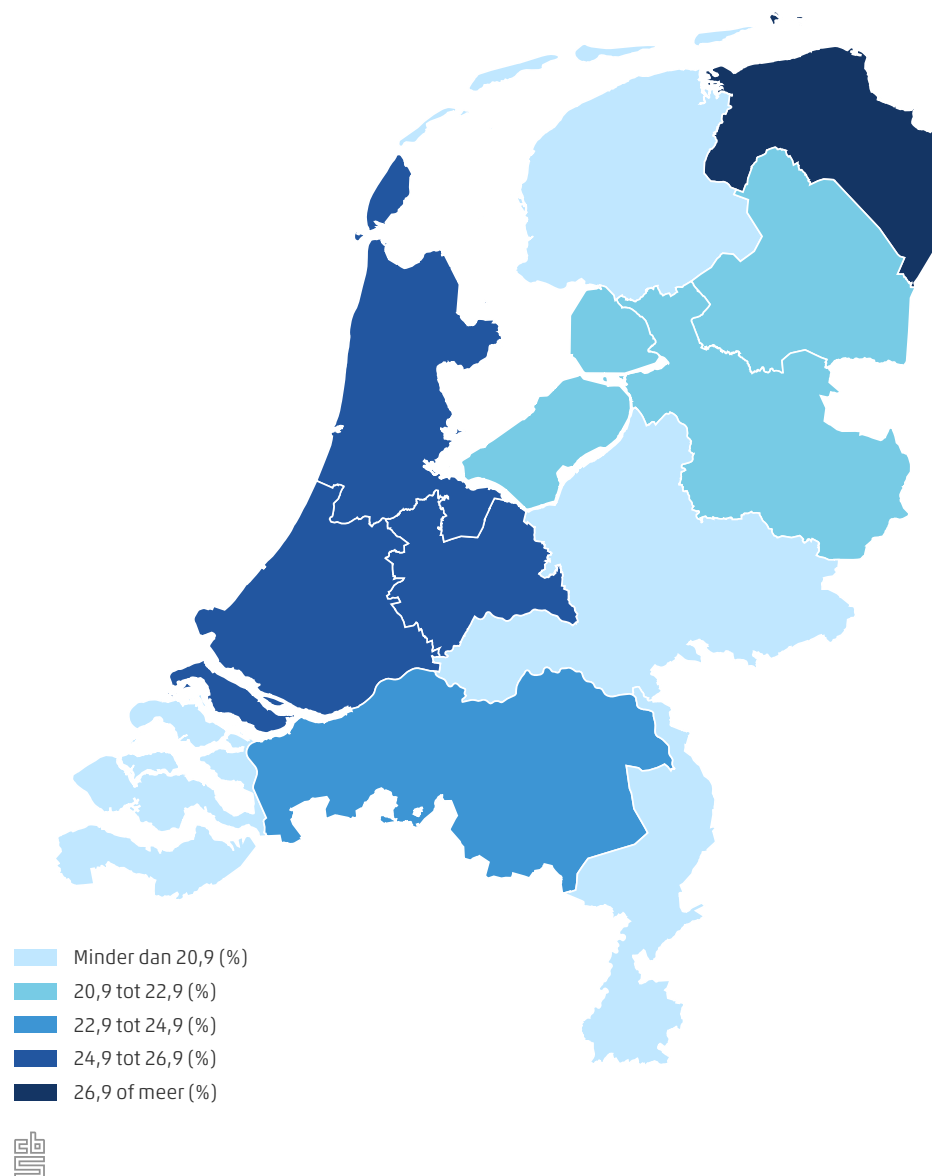 Minder dan 20,9 (%)
20,9 tot 22,9 (%)
22,9 tot 24,9 (%)
24,9 tot 26,9 (%)
26,9 of meer (%)